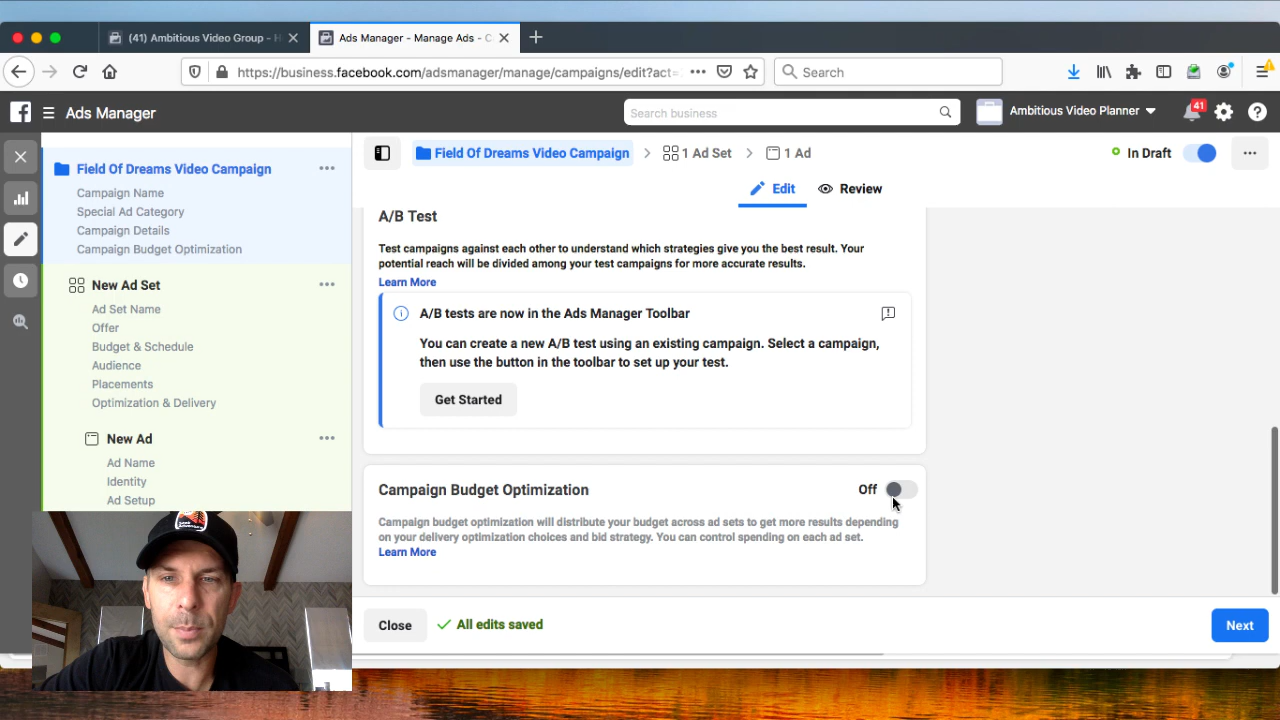 (41) Ambitious Video Group - H
Ads Manager - Manage Ads - C
https://business.facebook.com/adsmanager/manage/campaigns/edit?act=
Search
Ads Manager
Search business
Ambitious Video Planner
41
Field Of Dreams Video Campaign
Campaign Name
Special Ad Category
Campaign Details
Campaign Budget Optimization
New Ad Set
Ad Set Name
Offer
Budget & Schedule
Audience
Placements
Optimization & Delivery
New Ad
Ad Name
Identity
Ad Setup
Field Of Dreams Video Campaign > 1 Ad Set > 1 Ad
In Draft
Edit
Review
A/B Test
Test campaigns against each other to understand which strategies give you the best result. Your
potential reach will be divided among your test campaigns for more accurate results.
Learn More
A/B tests are now in the Ads Manager Toolbar
You can create a new A/B test using an existing campaign. Select a campaign,
then use the button in the toolbar to set up your test.
Get Started
Campaign Budget Optimization
Off
Campaign budget optimization will distribute your budget across ad sets to get more results depending
on your delivery optimization choices and bid strategy. You can control spending on each ad set.
Learn More
Close
All edits saved
Next